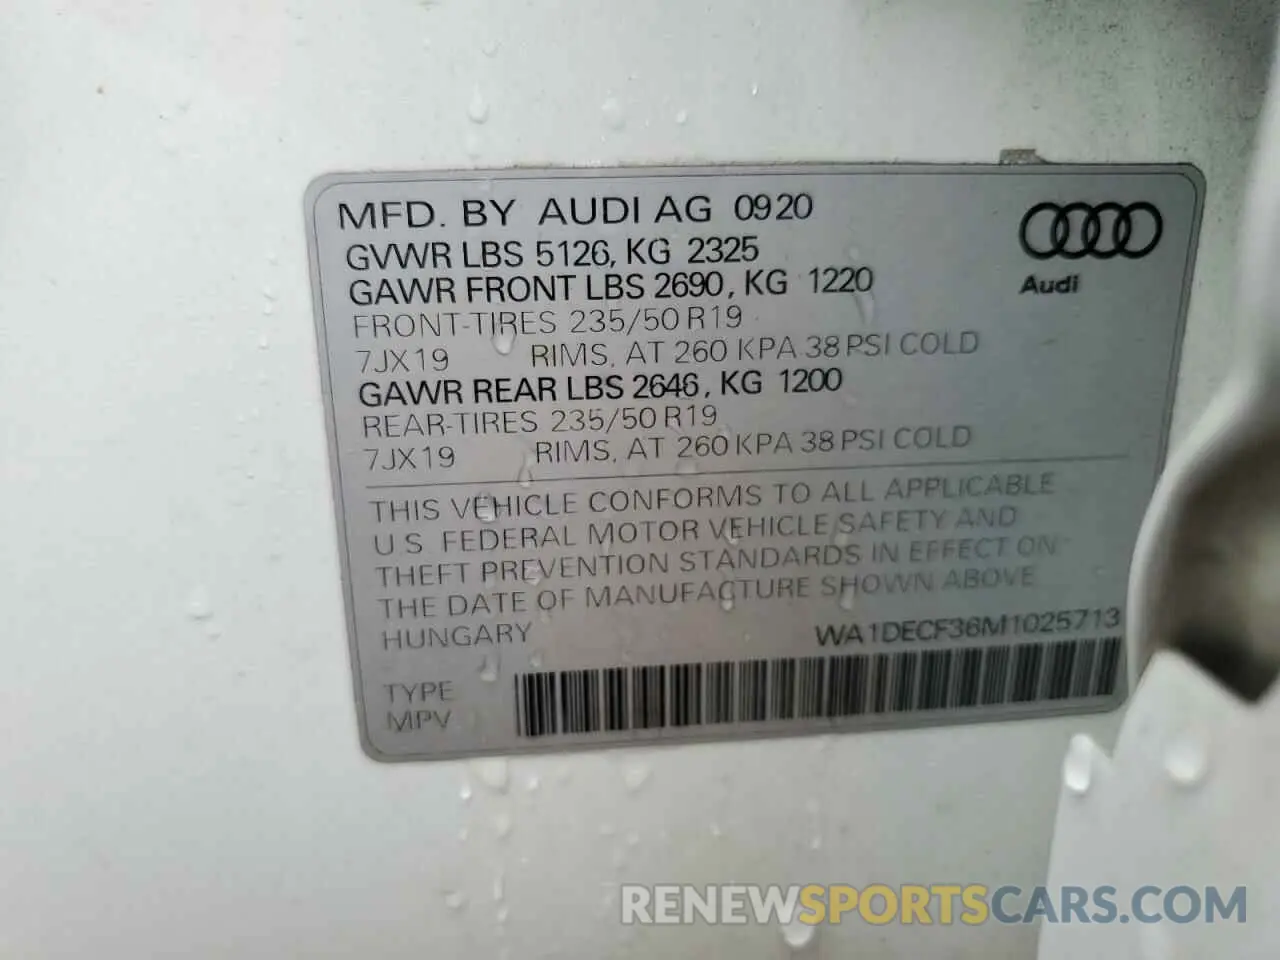 MFD. BY AUDI AG 0920
GVWR LBS 5126, KG 2325
GAWR FRONT LBS 2690, KG 1220
FRONT-TIRES 235/50 R19
7JX19 RIMS, AT 260 KPA 38 PSI COLD
GAWR REAR LBS 2646, KG 1200
REAR-TIRES 235/50 R19
7JX19 RIMS, AT 260 KPA 38 PSI COLD
Audi
THIS VEHICLE CONFORMS TO ALL APPLICABLE
U.S. FEDERAL MOTOR VEHICLE SAFETY AND
THEFT PREVENTION STANDARDS IN EFFECT ON
THE DATE OF MANUFACTURE SHOWN ABOVE
HUNGARY WA1DECF36M1025713
TYPE
MPV
RENEWSPORTSCARS.COM